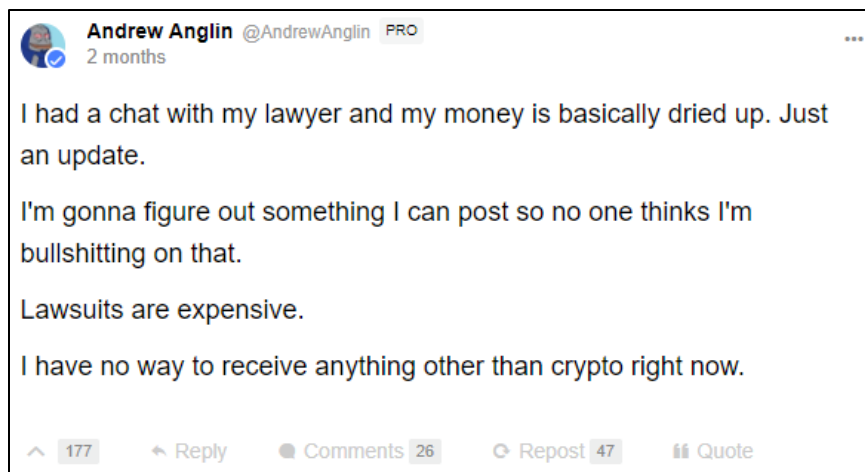 Andrew Anglin @AndrewAnglin PRO
2 months
I had a chat with my lawyer and my money is basically dried up. Just
an update.
I'm gonna figure out something I can post so no one thinks I'm
bullshitting on that.
Lawsuits are expensive.
I have no way to receive anything other than crypto right now.
177 Reply Comments 26 Repost 47 Quote